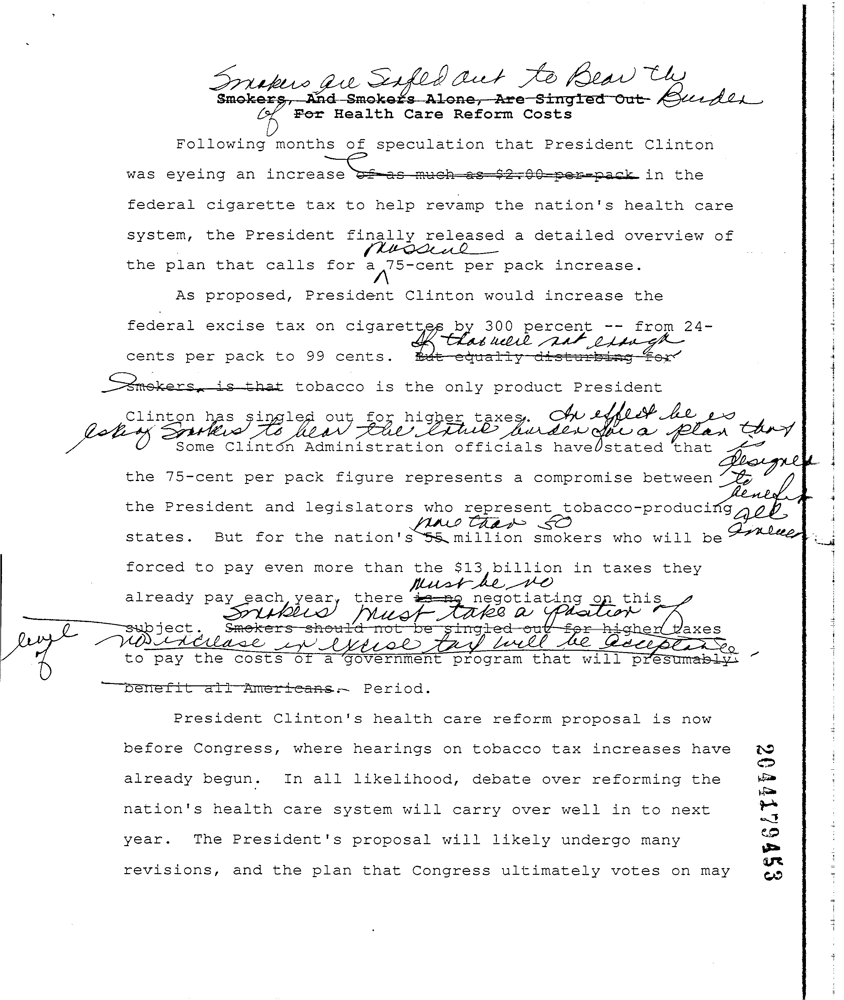 Smokers are Singled out to Bear the
Smokers, And Smokers Alone, Are Singled Out Burden
of For Health Care Reform Costs
Following months of speculation that President Clinton
was eyeing an increase of as much as $2.00-per-pack in the
federal cigarette tax to help revamp the nation's health care
system, the President finally released a detailed overview of
massive
the plan that calls for a 75-cent per pack increase.
As proposed, President Clinton would increase the
federal excise tax on cigarettes by 300 percent -- from 24-
If that were not enough
cents per pack to 99 cents. But equally disturbing for
smokers, is that tobacco is the only product President
Clinton has singled out for higher taxes. In effect he is
asking Smokers to bear the entire burden for a plan that
is
Some Clinton Administration officials have stated that
designed
the 75-cent per pack figure represents a compromise between to
benefit
the President and legislators who represent tobacco-producing all
more than 50
states. But for the nation's 55 million smokers who will be
forced to pay even more than the $13 billion in taxes they
must be no
already pay each year, there is no negotiating on this
Smokers must take a position of
subject. Smokers should not be singled out for higher taxes
level of
no increase in excise tax will be acceptance
to pay the costs of a government program that will presumably
benefit all Americans. Period.
President Clinton's health care reform proposal is now
before Congress, where hearings on tobacco tax increases have
already begun. In all likelihood, debate over reforming the
nation's health care system will carry over well in to next
year. The President's proposal will likely undergo many
revisions, and the plan that Congress ultimately votes on may
2044179453